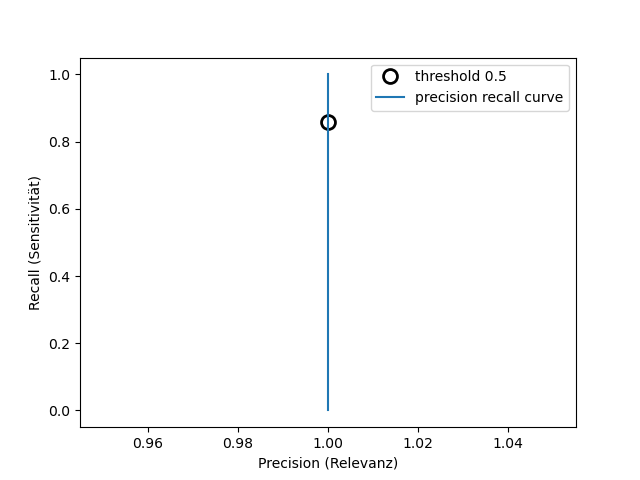 threshold 0.5
precision recall curve
1.0
0.8
0.6
0.4
0.2
0.0
Recall (Sensitivität)
0.96 0.98 1.00 1.02 1.04
Precision (Relevanz)